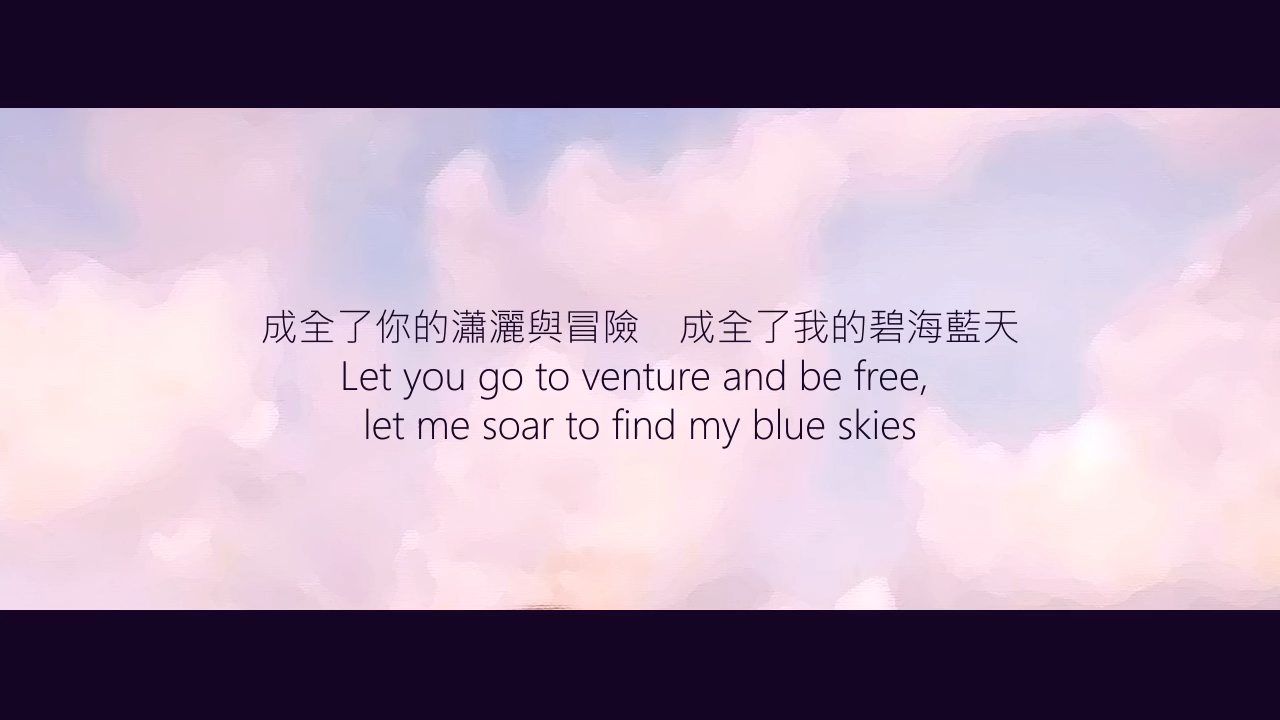 成全了你的瀟灑與冒險　成全了我的碧海藍天
Let you go to venture and be free,
let me soar to find my blue skies